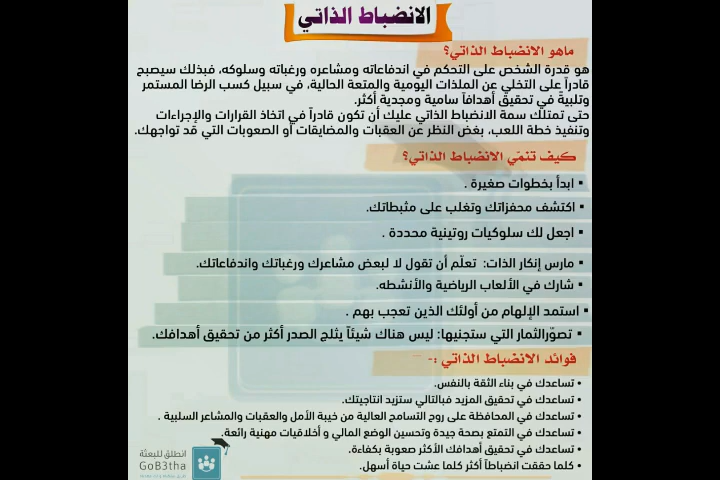 الانضباط الذاتي
ماهو الانضباط الذاتي؟
هو قدرة الشخص على التحكم في اندفاعاته ومشاعره ورغباته وسلوكه، فبذلك سيصبح
قادراً على التخلي عن الملذات اليومية والمتعة الحالية، في سبيل كسب الرضا المستمر
وتلبيةً في تحقيق أهدافاً سامية ومجدية أكثر.
حتى تمتلك سمة الانضباط الذاتي عليك أن تكون قادراً في اتخاذ القرارات والإجراءات
وتنفيذ خطة اللعب، بغض النظر عن العقبات والمضايقات أو الصعوبات التي قد تواجهك.
كيف تنمّي الانضباط الذاتي؟
▪ ابدأ بخطوات صغيرة .
▪ اكتشف محفزاتك وتغلب على مثبطاتك.
▪ اجعل لك سلوكيات روتينية محددة .
▪ مارس إنكار الذات: تعلّم أن تقول لا لبعض مشاعرك ورغباتك واندفاعاتك.
▪ شارك في الألعاب الرياضية والأنشطه.
▪ استمد الإلهام من أولئك الذين تعجب بهم .
▪ تصوّرالثمار التي ستجنيها: ليس هناك شيئاً يثلج الصدر أكثر من تحقيق أهدافك.
فوائد الانضباط الذاتي :-
• تساعدك في بناء الثقة بالنفس.
• تساعدك في تحقيق المزيد فبالتالي ستزيد انتاجيتك.
• تساعدك في المحافظة على روح التسامح العالية من خيبة الأمل والعقبات والمشاعر السلبية .
• تساعدك في التمتع بصحة جيدة وتحسين الوضع المالي و أخلاقيات مهنية رائعة.
• تساعدك في تحقيق أهدافك الأكثر صعوبة بكفاءة.
• كلما حققت انضباطاً أكثر كلما عشت حياة أسهل.
انطلق للبعثة
GoB3tha